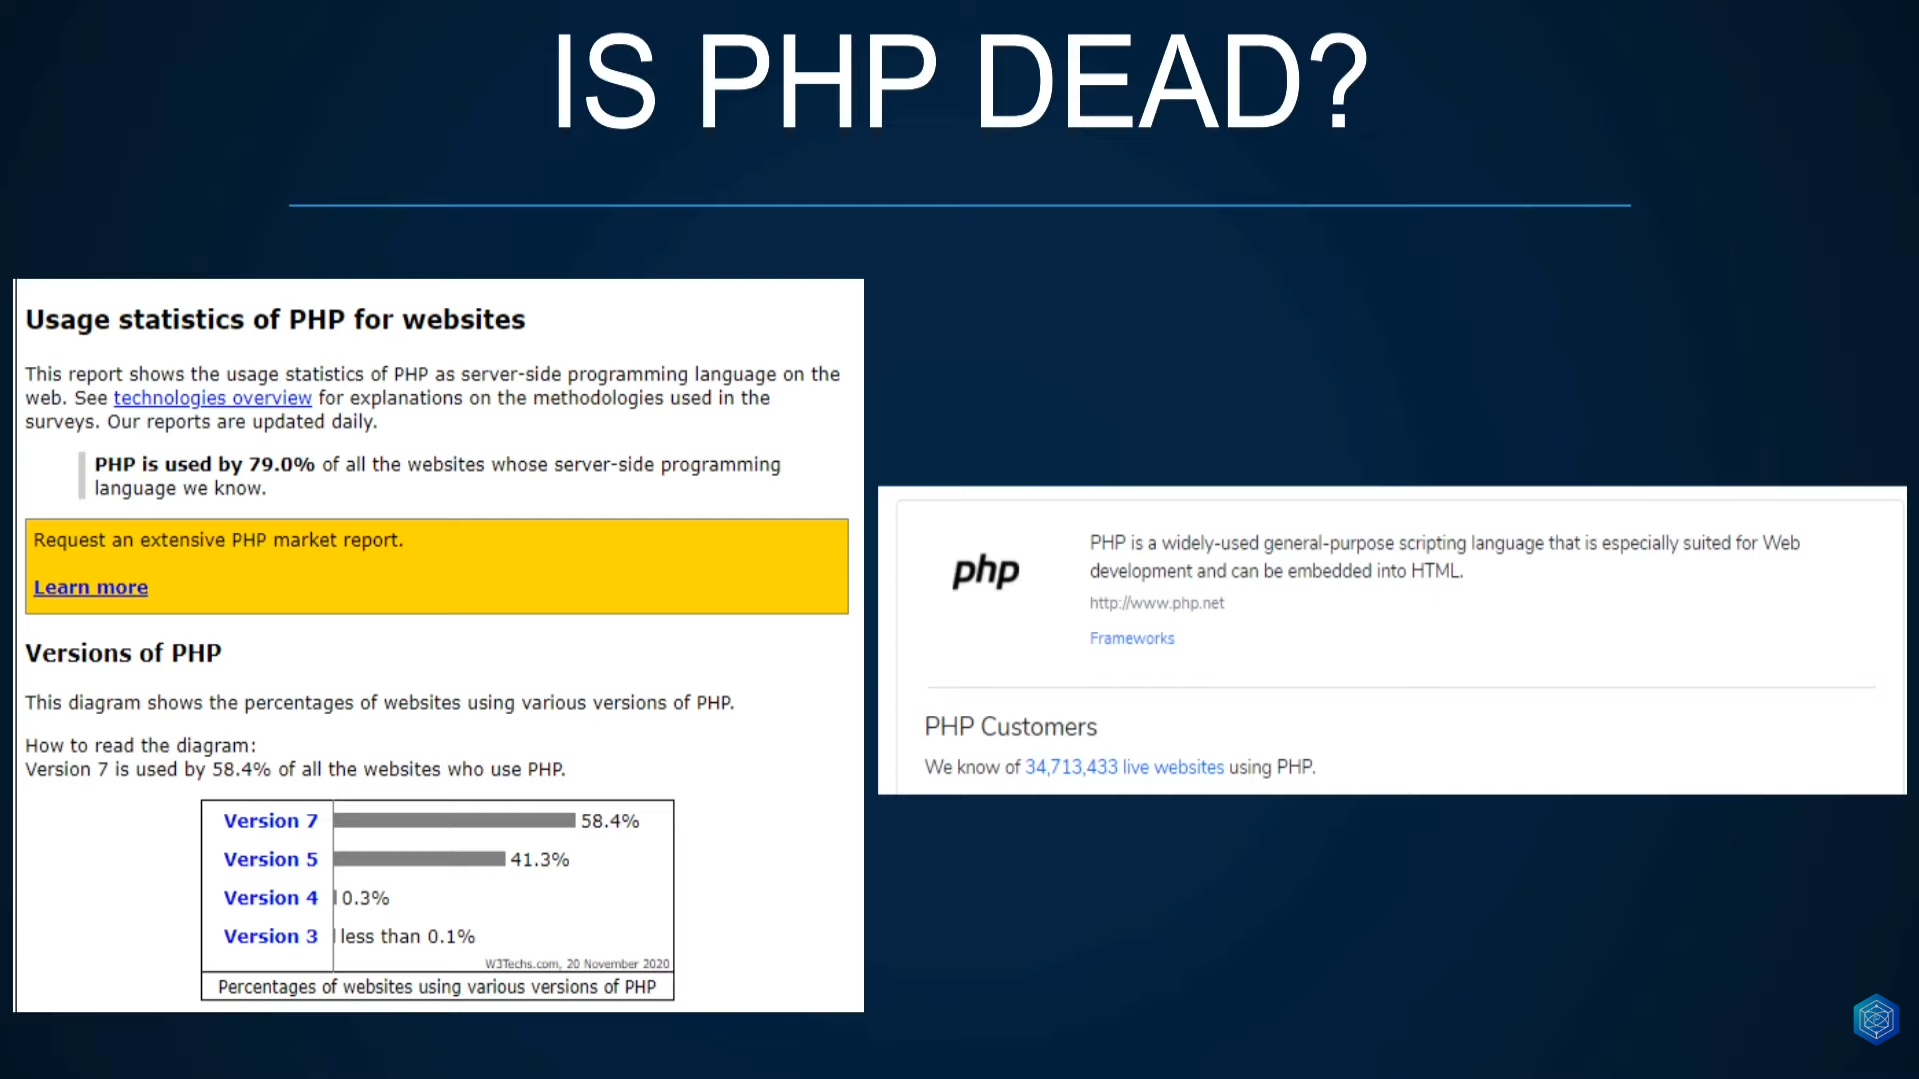 IS PHP DEAD?
Usage statistics of PHP for websites
This report shows the usage statistics of PHP as server-side programming language on the
web. See technologies overview for explanations on the methodologies used in the
surveys. Our reports are updated daily.
PHP is used by 79.0% of all the websites whose server-side programming
language we know.
Request an extensive PHP market report.
Learn more
Versions of PHP
This diagram shows the percentages of websites using various versions of PHP.
How to read the diagram:
Version 7 is used by 58.4% of all the websites who use PHP.
Version 7 58.4%
Version 5 41.3%
Version 4 0.3%
Version 3 less than 0.1%
W3Techs.com, 20 November 2020
Percentages of websites using various versions of PHP
php
PHP is a widely-used general-purpose scripting language that is especially suited for Web
development and can be embedded into HTML.
http://www.php.net
Frameworks
PHP Customers
We know of 34,713,433 live websites using PHP.